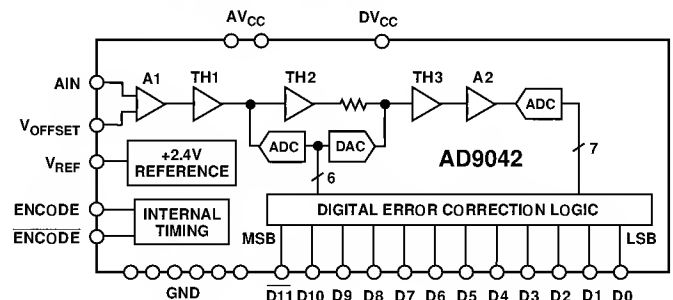 AVCC DVCC
AIN A1 TH1 TH2 TH3 A2
ADC
VOFFSET
ADC DAC
AD9042
7
VREF +2.4V
REFERENCE
6
ENCODE INTERNAL
TIMING
DIGITAL ERROR CORRECTION LOGIC
ENCODE
MSB LSB
GND D11 D10 D9 D8 D7 D6 D5 D4 D3 D2 D1 D0